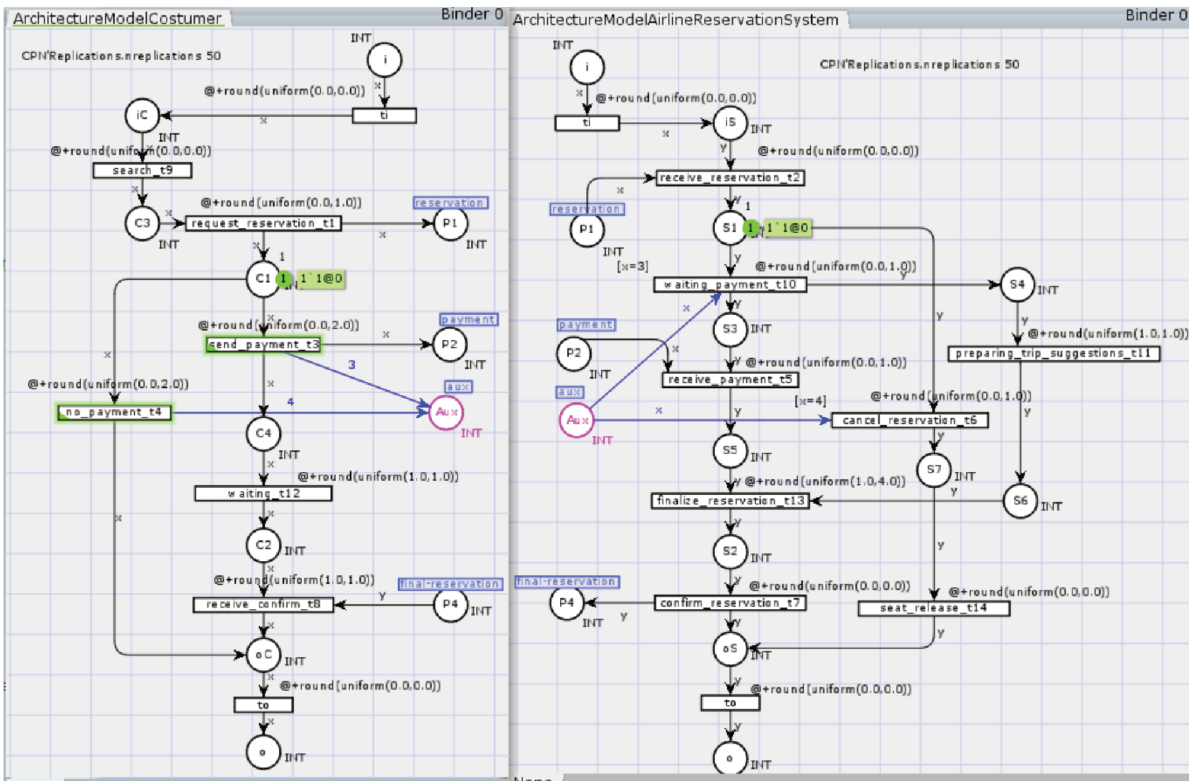 ArchitectureModelCostumer
Binder 0
CPN'Replications.nreplications 50
INT
i
x
@+round(uniform(0.0,0.0))
ti
x
iC
INT
@+round(uniform(0.0,0.0))
x
search_t9
x
@+round(uniform(0.0,1.0))
reservation
C3
x
request_reservation_t1
P1
INT
x
INT
x
1
C1
1
1`1@0
INT
x
@+round(uniform(0.0,2.0))
payment
x
send_payment_t3
x
P2
INT
3
+round(uniform(0.0,2.0))
aux
no_payment_t4
4
Aux
INT
x
C4
INT
x
@+round(uniform(1.0,1.0))
waiting_t12
x
x
C2
INT
x
@+round(uniform(1.0,1.0))
final-reservation
receive_confirm_t8
y
P4
INT
x
oC
INT
x
@+round(uniform(0.0,0.0))
to
x
o
INT
ArchitectureModelAirlineReservationSystem
Binder 0
INT
i
CPN'Replications.nreplications 50
x
@+round(uniform(0.0,0.0))
ti
x
iS
INT
y
@+round(uniform(0.0,0.0))
receive_reservation_t2
x
y
1
reservation
P1
INT
S1
1
1`1@0
INT
[x=3]
y
@+round(uniform(0.0,1.0))
waiting_payment_t10
y
S4
INT
x
y
payment
S3
INT
y
@+round(uniform(1.0,1.0))
preparing_trip_suggestions_t11
P2
INT
x
y
@+round(uniform(0.0,1.0))
receive_payment_t5
aux
Aux
INT
x
[x=4]
@+round(uniform(0.0,1.0))
cancel_reservation_t6
y
y
y
S5
INT
S7
INT
y
@+round(uniform(1.0,4.0))
finalize_reservation_t13
y
S6
INT
y
S2
INT
y
final-reservation
y
@+round(uniform(0.0,0.0))
@+round(uniform(0.0,0.0))
P4
INT
y
confirm_reservation_t7
seat_release_t14
y
y
oS
INT
y
@+round(uniform(0.0,0.0))
to
y
o
INT